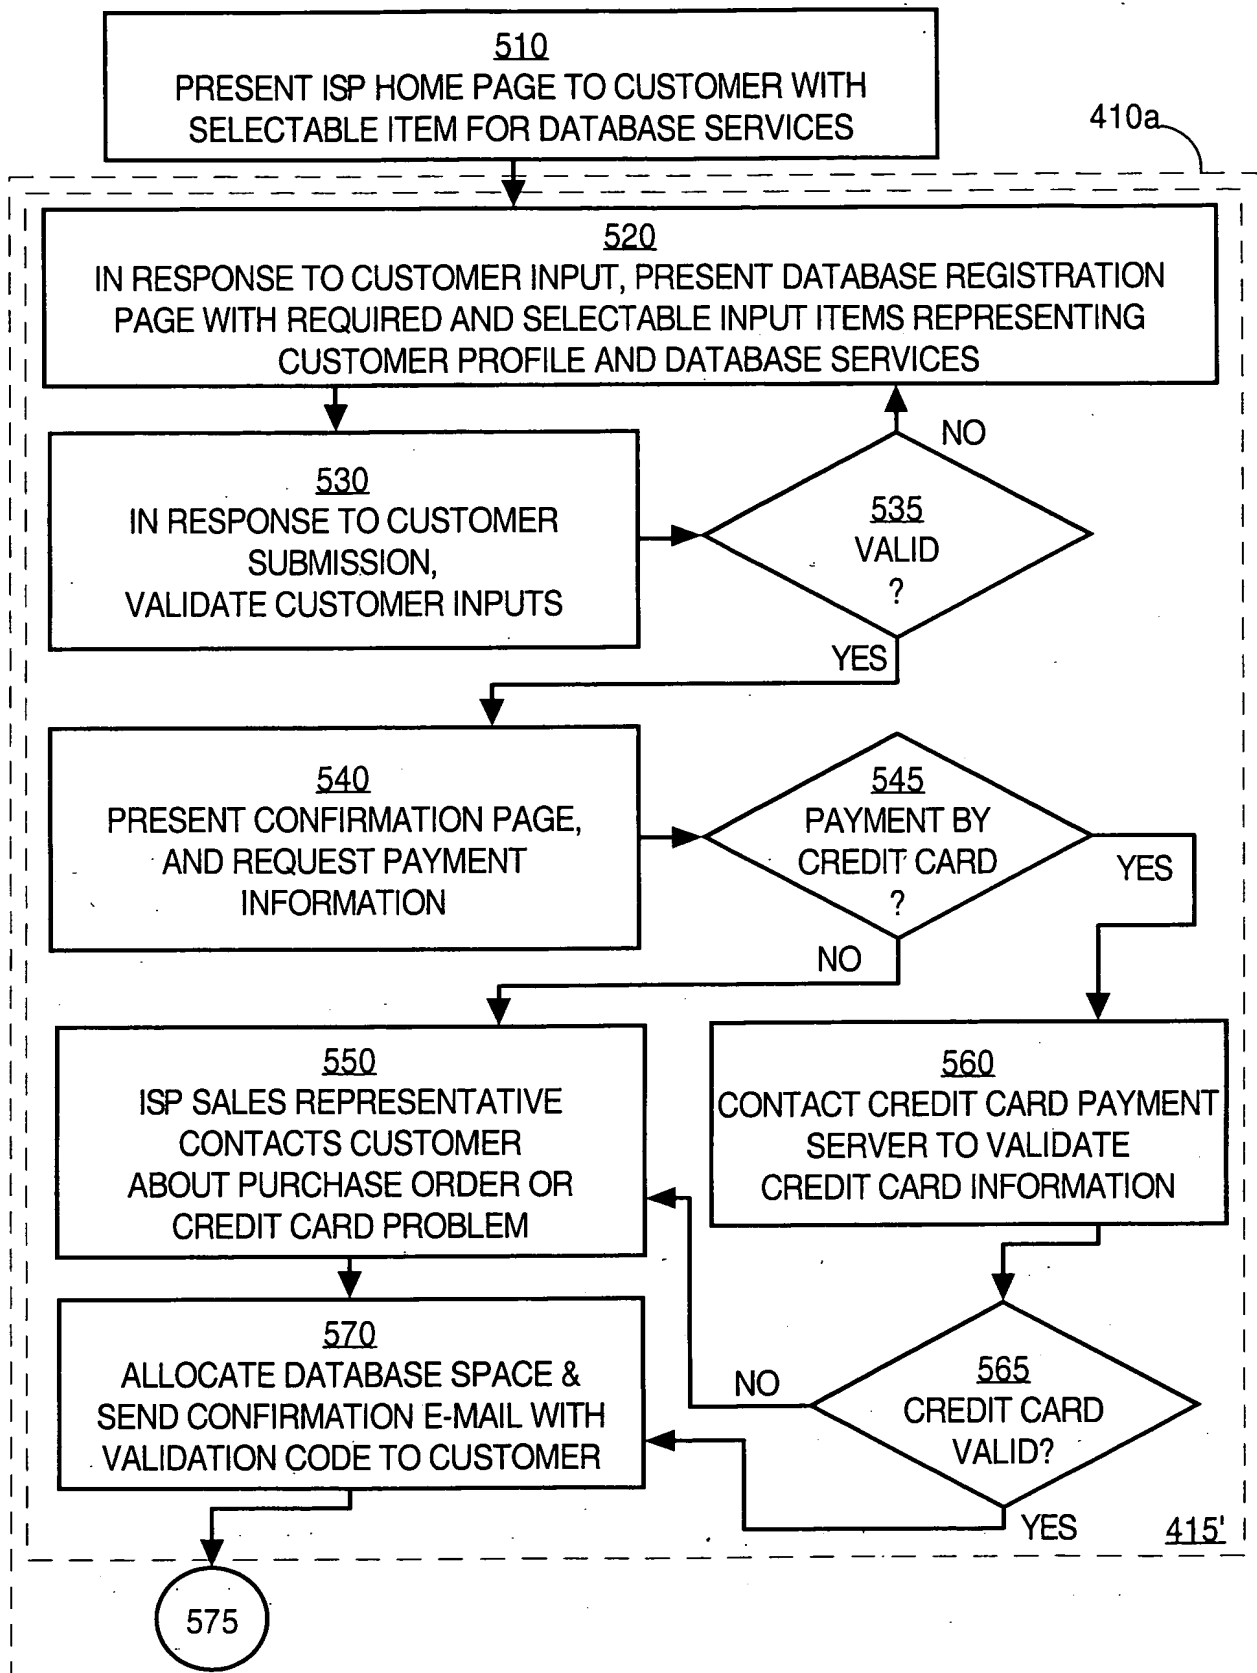 510
PRESENT ISP HOME PAGE TO CUSTOMER WITH
SELECTABLE ITEM FOR DATABASE SERVICES
410a
520
IN RESPONSE TO CUSTOMER INPUT, PRESENT DATABASE REGISTRATION
PAGE WITH REQUIRED AND SELECTABLE INPUT ITEMS REPRESENTING
CUSTOMER PROFILE AND DATABASE SERVICES
530
IN RESPONSE TO CUSTOMER
SUBMISSION,
VALIDATE CUSTOMER INPUTS
NO
535
VALID
?
YES
540
PRESENT CONFIRMATION PAGE,
AND REQUEST PAYMENT
INFORMATION
545
PAYMENT BY
CREDIT CARD
?
YES
NO
550
ISP SALES REPRESENTATIVE
CONTACTS CUSTOMER
ABOUT PURCHASE ORDER OR
CREDIT CARD PROBLEM
560
CONTACT CREDIT CARD PAYMENT
SERVER TO VALIDATE
CREDIT CARD INFORMATION
570
ALLOCATE DATABASE SPACE &
SEND CONFIRMATION E-MAIL WITH
VALIDATION CODE TO CUSTOMER
NO
565
CREDIT CARD
VALID?
YES
415'
575